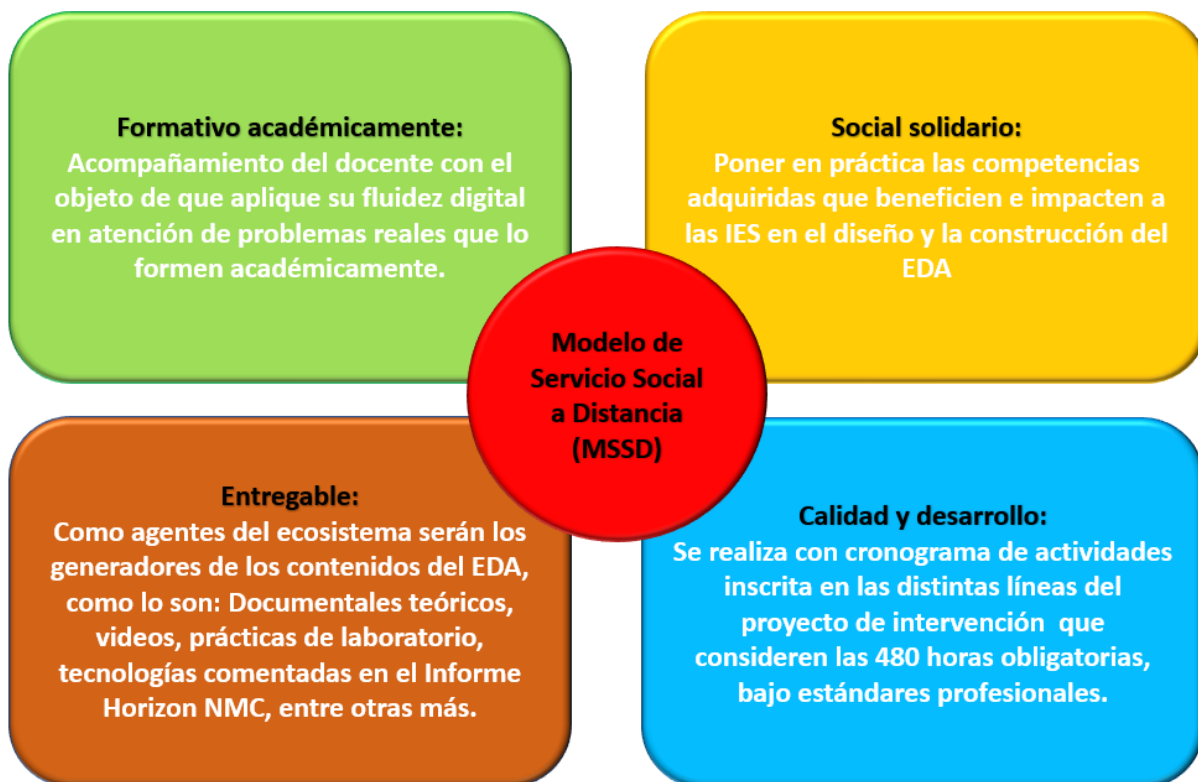 Formativo académicamente:
Acompañamiento del docente con el
objeto de que aplique su fluidez digital
en atención de problemas reales que lo
formen académicamente.
Social solidario:
Poner en práctica las competencias
adquiridas que beneficien e impacten a
las IES en el diseño y la construcción del
EDA
Modelo de
Servicio Social
a Distancia
(MSSD)
Entregable:
Como agentes del ecosistema serán los
generadores de los contenidos del EDA,
como lo son: Documentales teóricos,
videos, prácticas de laboratorio,
tecnologías comentadas en el Informe
Horizon NMC, entre otras más.
Calidad y desarrollo:
Se realiza con cronograma de actividades
inscrita en las distintas líneas del
proyecto de intervención que
consideren las 480 horas obligatorias,
bajo estándares profesionales.